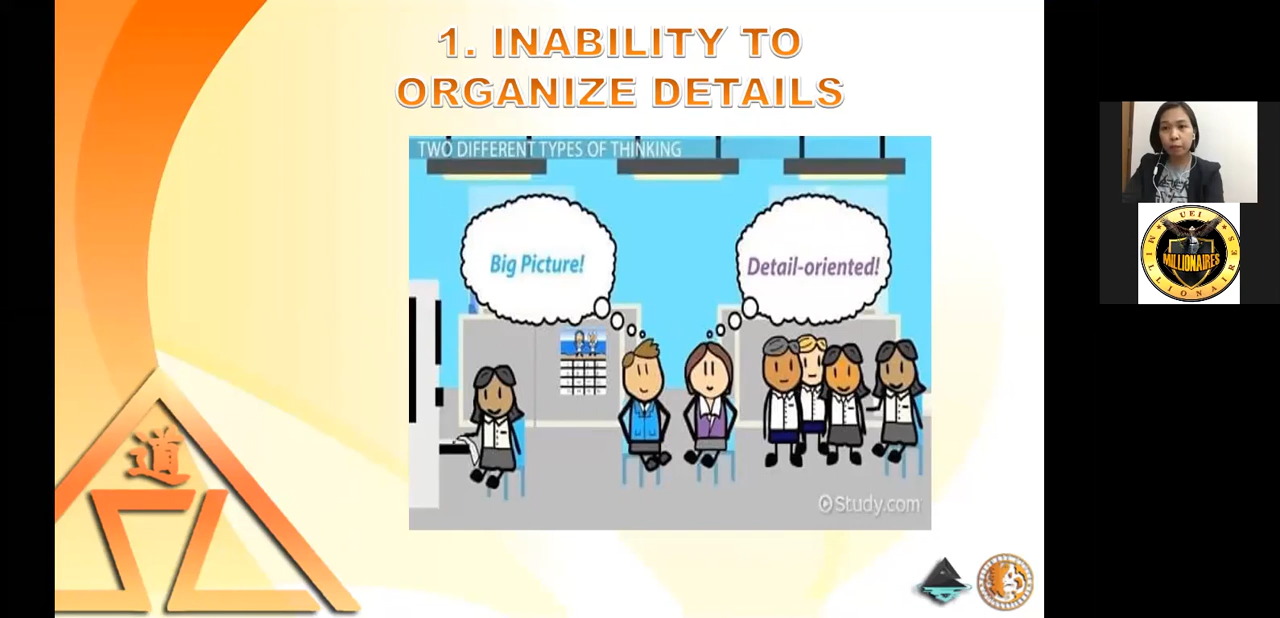 1. INABILITY TO
ORGANIZE DETAILS
TWO DIFFERENT TYPES OF THINKING
Big Picture!
Detail-oriented!
Study.com
道
UEI
MILLIONAIRES
MILLIONAIRES